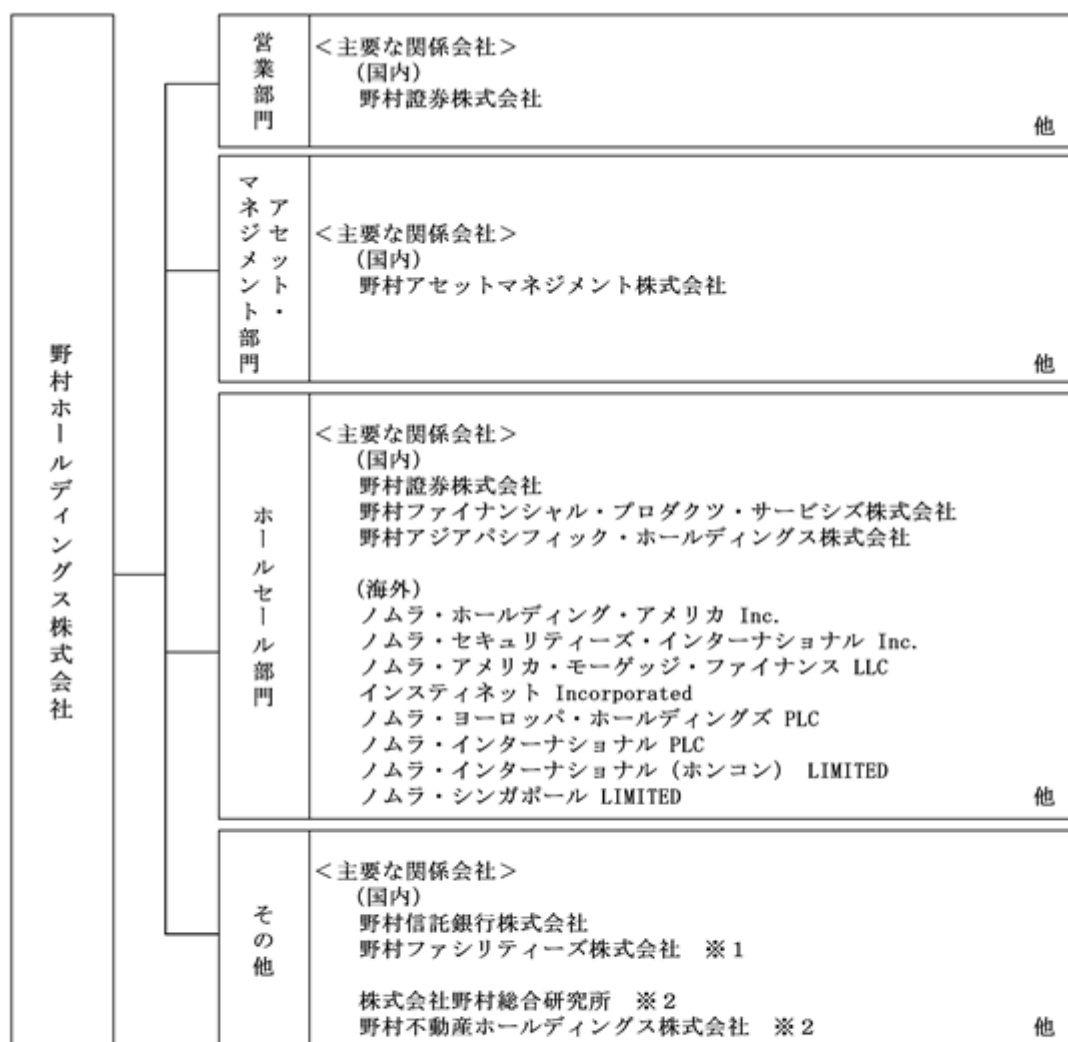 野村ホールディングス株式会社
営業部門
＜主要な関係会社＞
(国内)
野村證券株式会社
他
アセット・
マネジメント部門
＜主要な関係会社＞
(国内)
野村アセットマネジメント株式会社
他
ホールセール部門
＜主要な関係会社＞
(国内)
野村證券株式会社
野村ファイナンシャル・プロダクツ・サービシズ株式会社
野村アジアパシフィック・ホールディングス株式会社
(海外)
ノムラ・ホールディング・アメリカ Inc.
ノムラ・セキュリティーズ・インターナショナル Inc.
ノムラ・アメリカ・モーゲッジ・ファイナンス LLC
インスティネット Incorporated
ノムラ・ヨーロッパ・ホールディングズ PLC
ノムラ・インターナショナル PLC
ノムラ・インターナショナル (ホンコン) LIMITED
ノムラ・シンガポール LIMITED 他
その他
＜主要な関係会社＞
(国内)
野村信託銀行株式会社
野村ファシリティーズ株式会社 ※１
株式会社野村総合研究所 ※２
野村不動産ホールディングス株式会社 ※２ 他